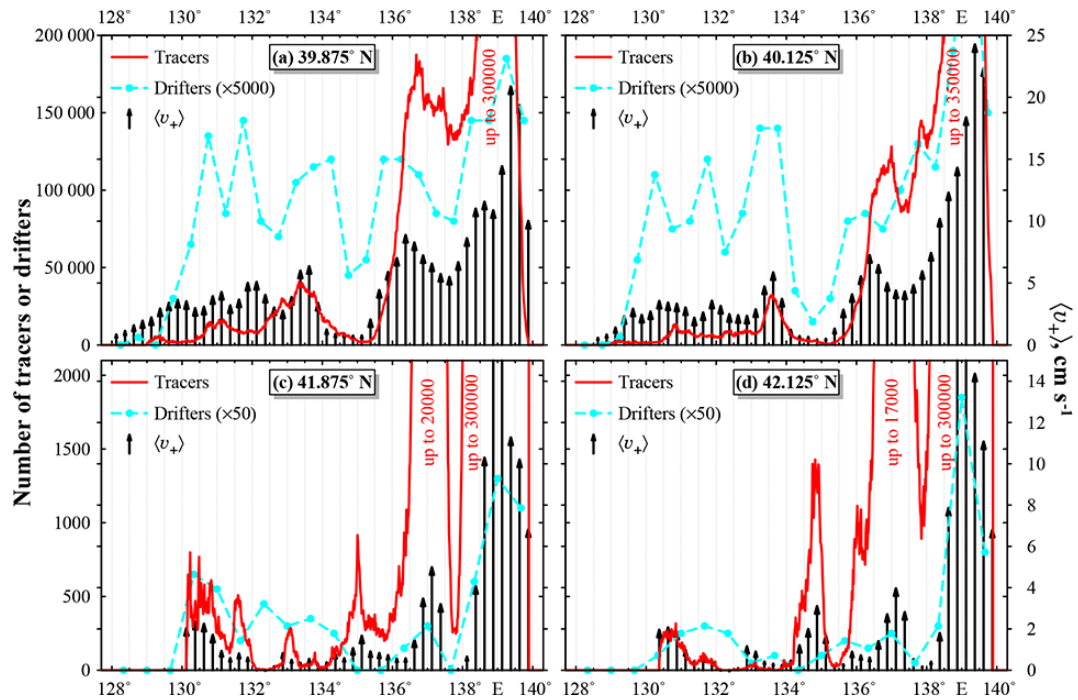 128° 130° 132° 134° 136° 138° E 140° 128° 130° 132° 134° 136° 138° E 140°
200 000 150 000 100 000 50 000 0
Tracers
Drifters (×5000)
⟨v₊⟩
(a) 39.875° N
up to 300000
Tracers
Drifters (×5000)
⟨v₊⟩
(b) 40.125° N
up to 350000
25 20 15 10 5 0
Number of tracers or drifters
⟨v₊⟩ cm s⁻¹
2000 1500 1000 500 0
Tracers
Drifters (×50)
⟨v₊⟩
(c) 41.875° N
up to 20000
up to 300000
Tracers
Drifters (×50)
⟨v₊⟩
(d) 42.125° N
up to 17000
up to 300000
14 12 10 8 6 4 2 0
128° 130° 132° 134° 136° 138° E 140° 128° 130° 132° 134° 136° 138° E 140°